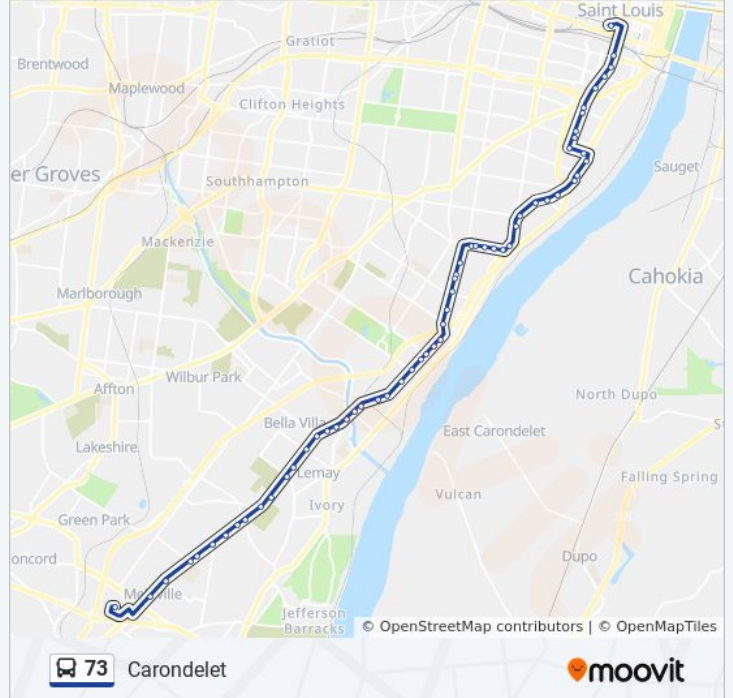 Saint Louis
Gratiot
Brentwood
Maplewood
Clifton Heights
Sauget
er Groves
Southhampton
Mackenzie
Cahokia
Marlborough
Wilbur Park
Affton
North Dupo
Bella Villa
East Carondelet
Lakeshire
Lemay
Falling Spring
Vulcan
Ivory
Green Park
oncord
Dupo
Jefferson
Barracks
© OpenStreetMap contributors | © OpenMapTiles
73 Carondelet
moovit